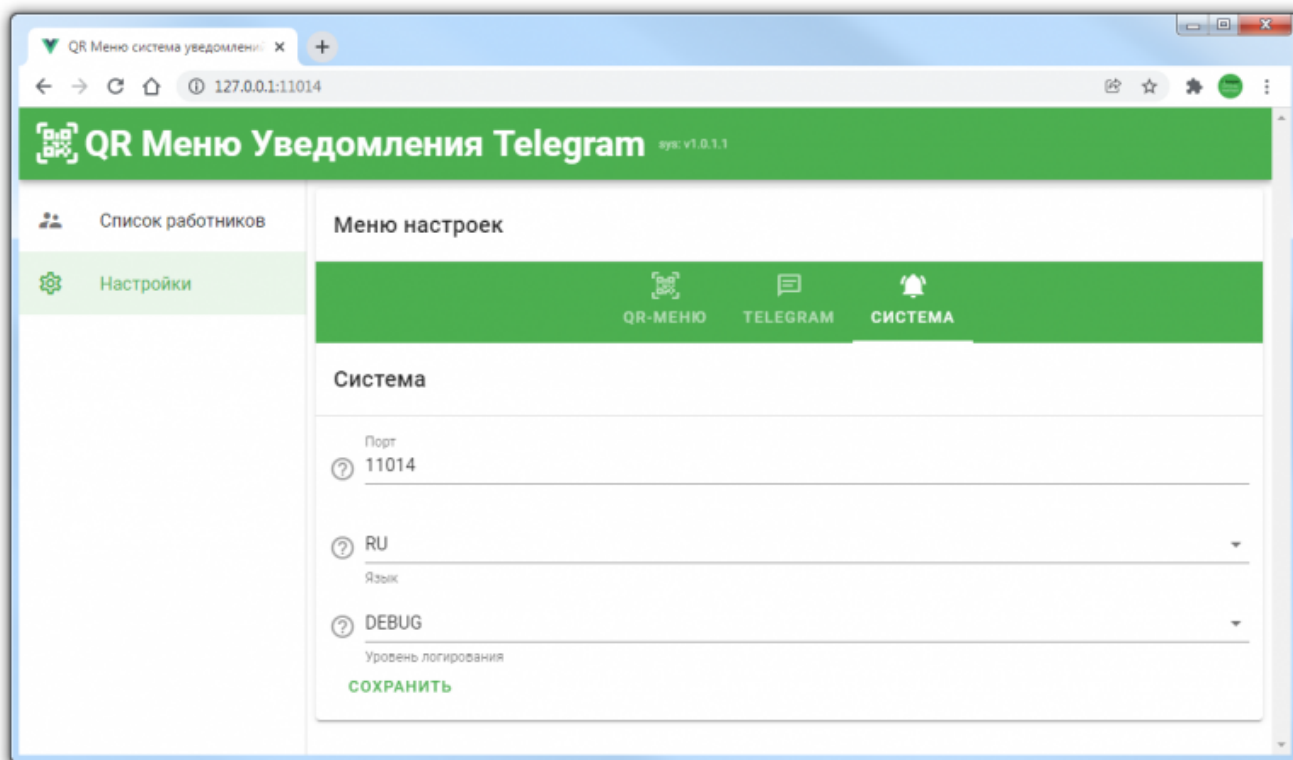 QR Меню система уведомлений
127.0.0.1:11014
QR Меню Уведомления Telegram sys: v1.0.1.1
Список работников
Настройки
Меню настроек
QR-МЕНЮ TELEGRAM СИСТЕМА
Система
Порт
11014
RU
Язык
DEBUG
Уровень логирования
СОХРАНИТЬ